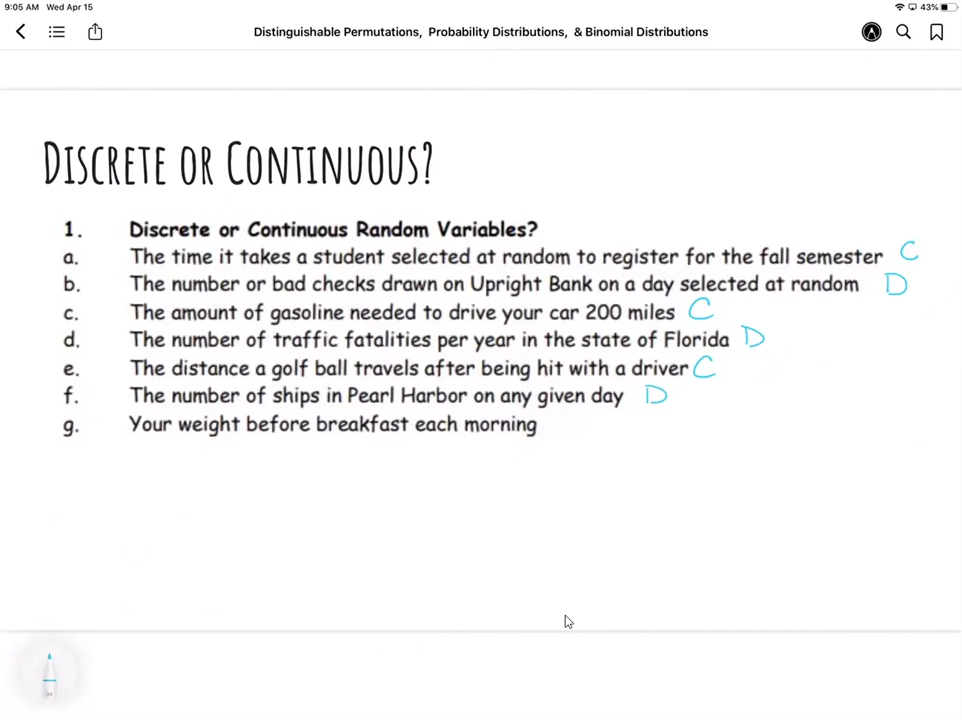 9:05 AM Wed Apr 15 43%
Distinguishable Permutations, Probability Distributions, & Binomial Distributions
DISCRETE OR CONTINUOUS?
1. Discrete or Continuous Random Variables?
a. The time it takes a student selected at random to register for the fall semester C
b. The number or bad checks drawn on Upright Bank on a day selected at random D
c. The amount of gasoline needed to drive your car 200 miles C
d. The number of traffic fatalities per year in the state of Florida D
e. The distance a golf ball travels after being hit with a driver C
f. The number of ships in Pearl Harbor on any given day D
g. Your weight before breakfast each morning